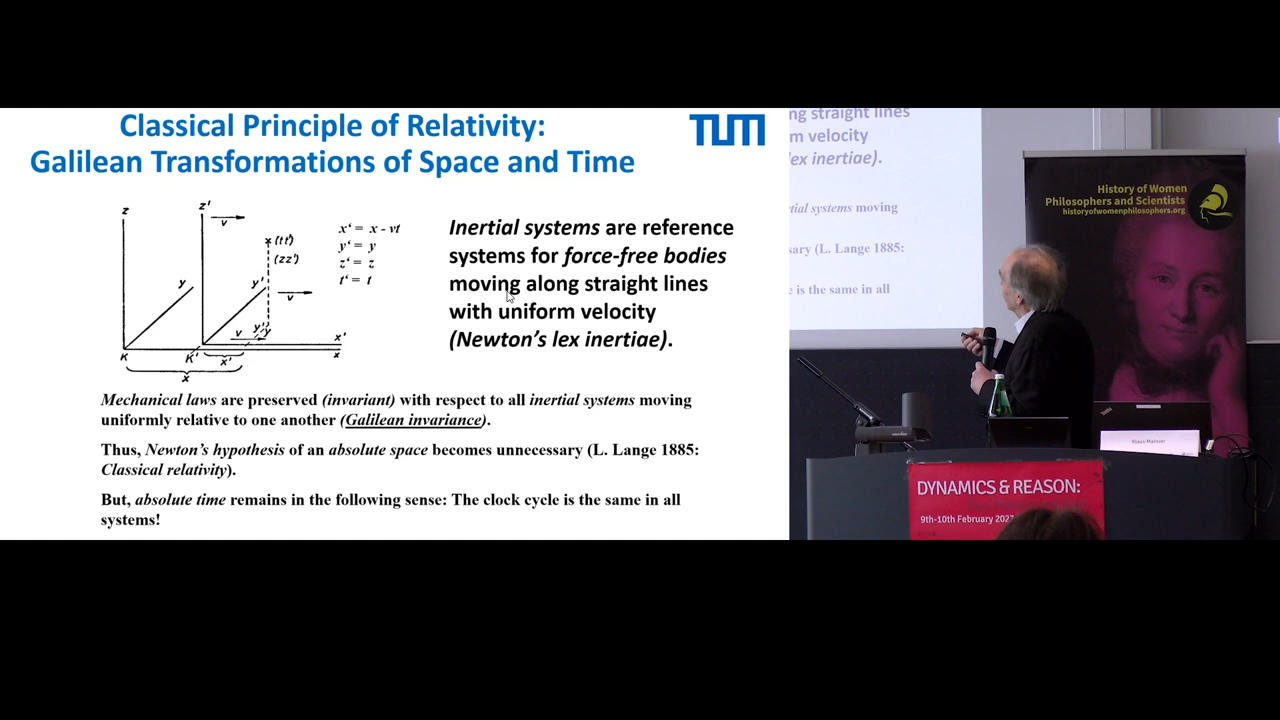 Classical Principle of Relativity:
Galilean Transformations of Space and Time
TUM
z
z'
v
x (tt')
(zz')
y
y'
v
v
y'y
x'
x
K
K'
x'
x
x‘ = x - vt
y‘ = y
z‘ = z
t‘ = t
Inertial systems are reference
systems for force-free bodies
moving along straight lines
with uniform velocity
(Newton’s lex inertiae).
Mechanical laws are preserved (invariant) with respect to all inertial systems moving
uniformly relative to one another (Galilean invariance).
Thus, Newton’s hypothesis of an absolute space becomes unnecessary (L. Lange 1885:
Classical relativity).
But, absolute time remains in the following sense: The clock cycle is the same in all
systems!
ng straight lines
m velocity
lex inertiae).
rtial systems moving
sary (L. Lange 1885:
e is the same in all
History of Women
Philosophers and Scientists
historyofwomenphilosophers.org
Klaus Mainzer
DYNAMICS & REASON:
9th-10th February 202